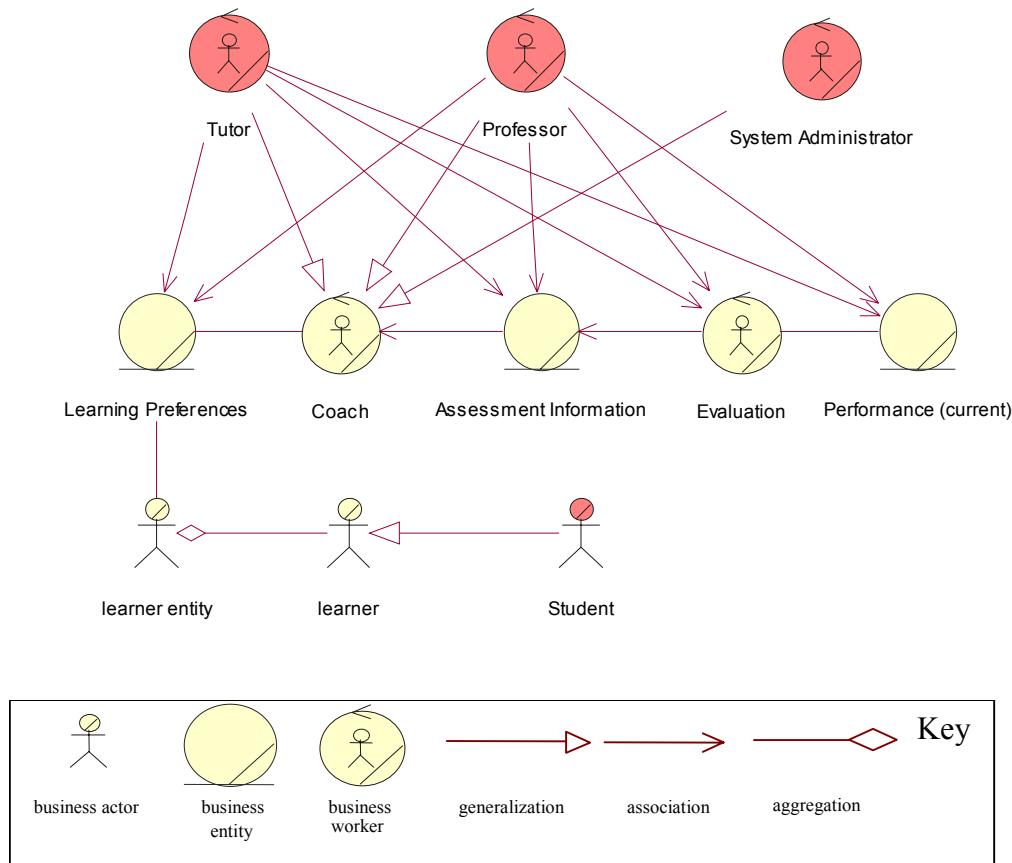 Tutor
Professor
System Administrator
Learning Preferences
Coach
Assessment Information
Evaluation
Performance (current)
learner entity
learner
Student
Key
business actor
business
entity
business
worker
generalization
association
aggregation